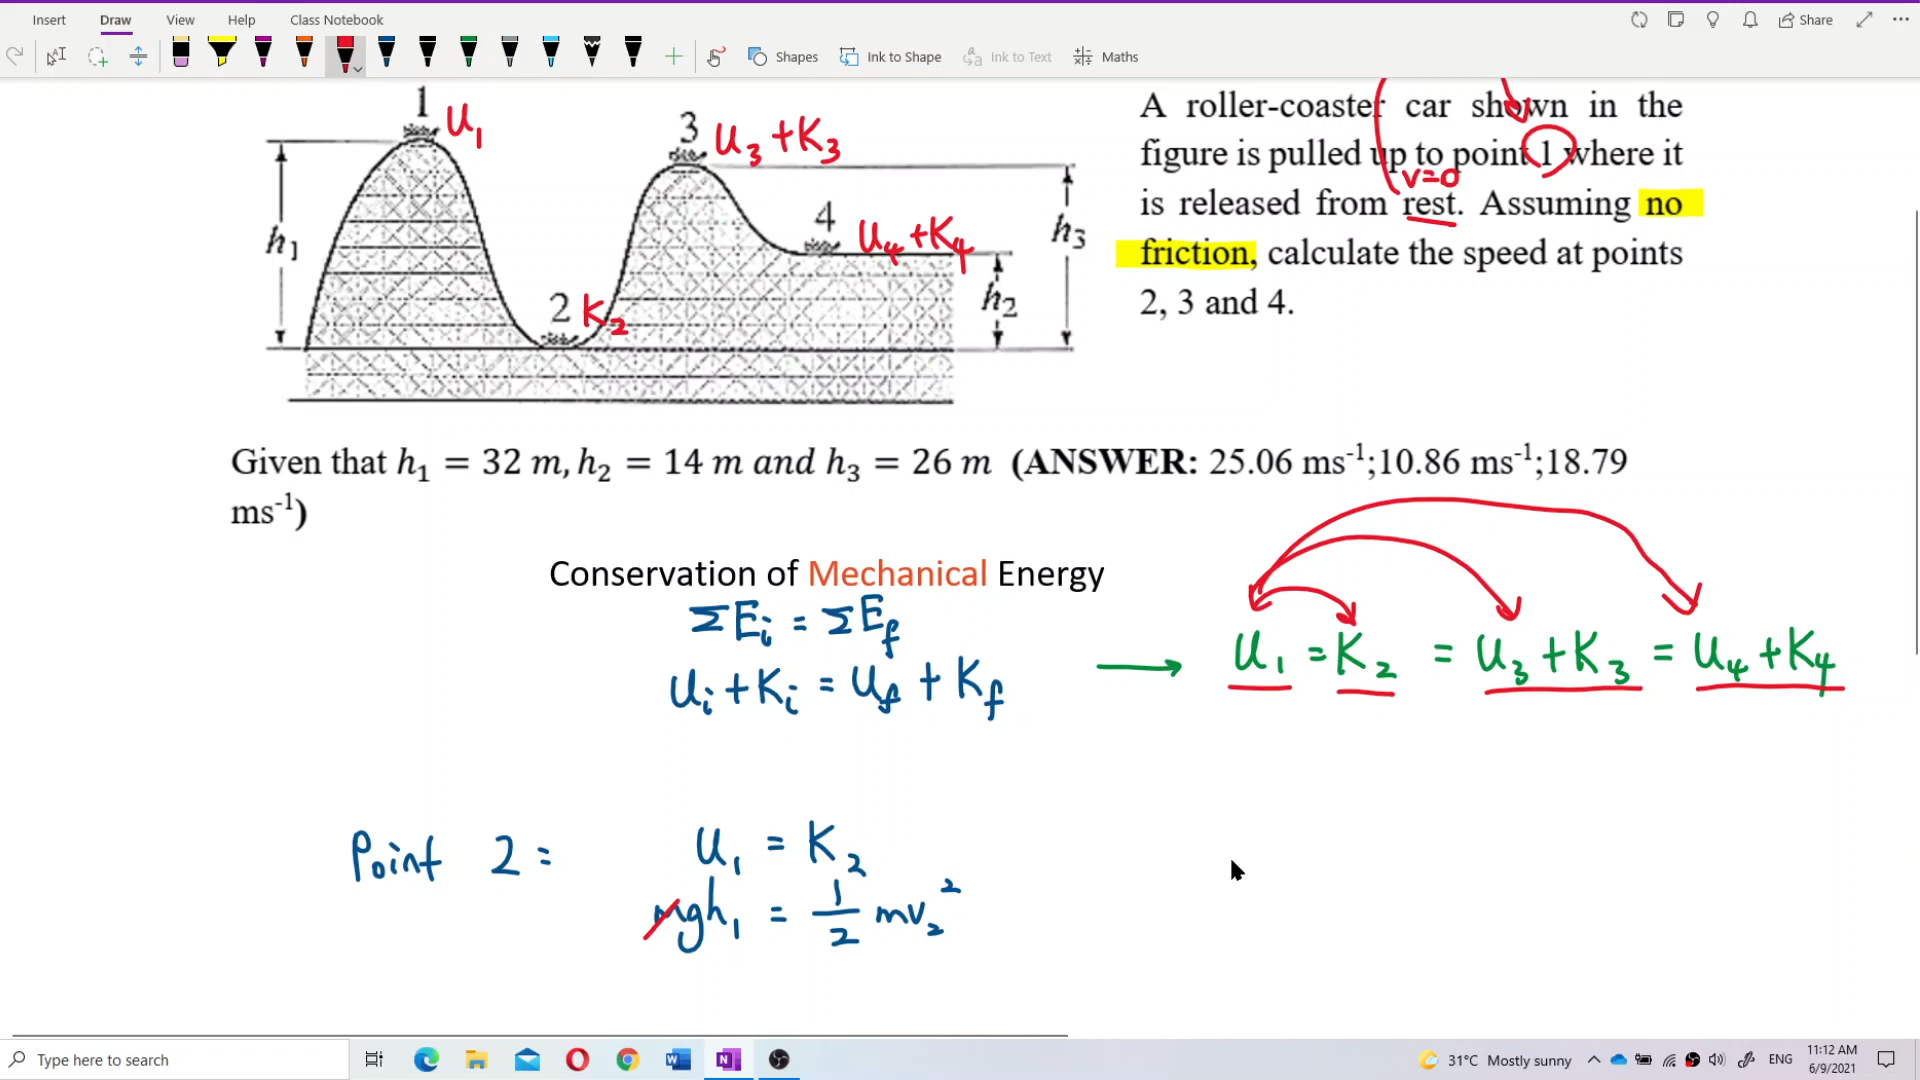 Insert Draw View Help Class Notebook
Share
Shapes Ink to Shape Ink to Text Maths
1 U₁
3 U₃+K₃
4 U₄+K₄
2 K₂
h₁
h₂
h₃
A roller-coaster car shown in the
figure is pulled up to point 1 where it
v=0
is released from rest. Assuming no
friction, calculate the speed at points
2, 3 and 4.
Given that h₁ = 32 m, h₂ = 14 m and h₃ = 26 m (ANSWER: 25.06 ms⁻¹;10.86 ms⁻¹;18.79
ms⁻¹)
Conservation of Mechanical Energy
ΣEᵢ = ΣE_f
Uᵢ+Kᵢ = U_f + K_f
→ U₁ = K₂ = U₃+K₃ = U₄+K₄
Point 2: U₁ = K₂
mgh₁ = 1/2 mv₂²
Type here to search
31°C Mostly sunny
ENG
11:12 AM
6/9/2021